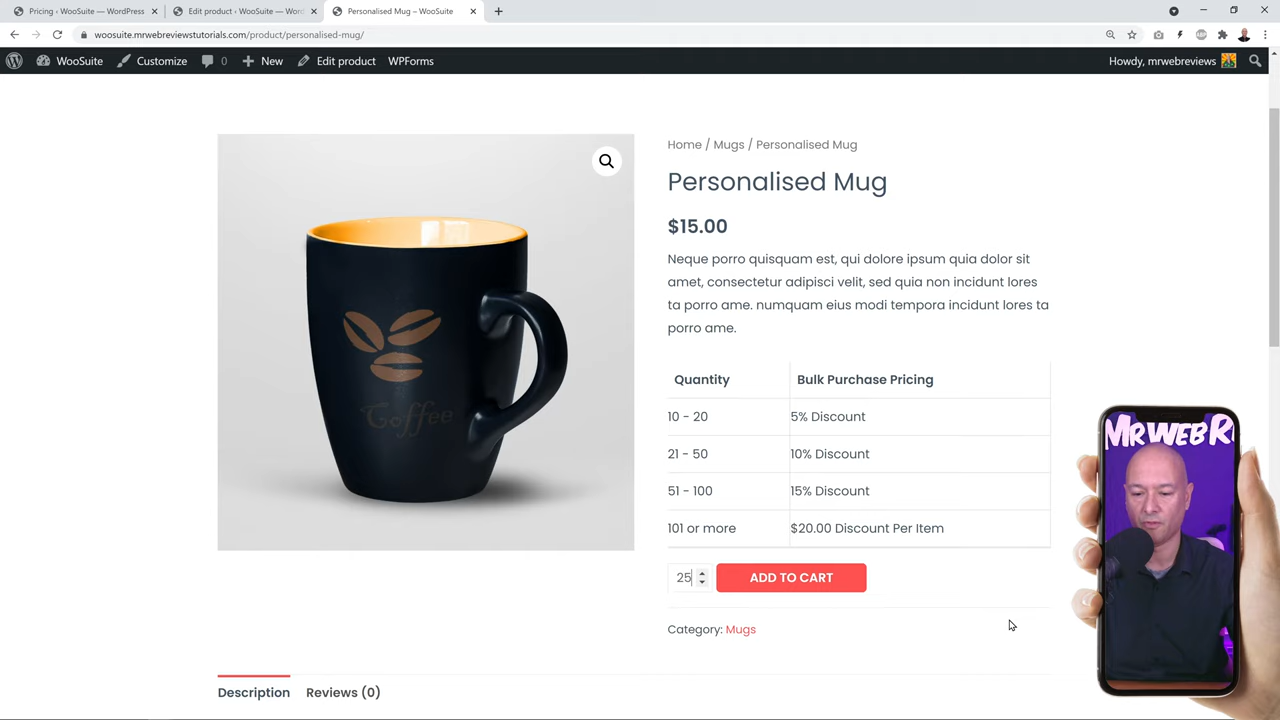 Pricing ‹ WooSuite — WordPress
Edit product ‹ WooSuite — Word
Personalised Mug – WooSuite
woosuite.mrwebreviewstutorials.com/product/personalised-mug/
WooSuite
Customize
0
New
Edit product
WPForms
Howdy, mrwebreviews
Home / Mugs / Personalised Mug
Personalised Mug
$15.00
Neque porro quisquam est, qui dolore ipsum quia dolor sit
amet, consectetur adipisci velit, sed quia non incidunt lores
ta porro ame. numquam eius modi tempora incidunt lores ta
porro ame.
Quantity Bulk Purchase Pricing
10 - 20 5% Discount
21 - 50 10% Discount
51 - 100 15% Discount
101 or more $20.00 Discount Per Item
25 ADD TO CART
Category: Mugs
Description Reviews (0)
Coffee
MRWEBR